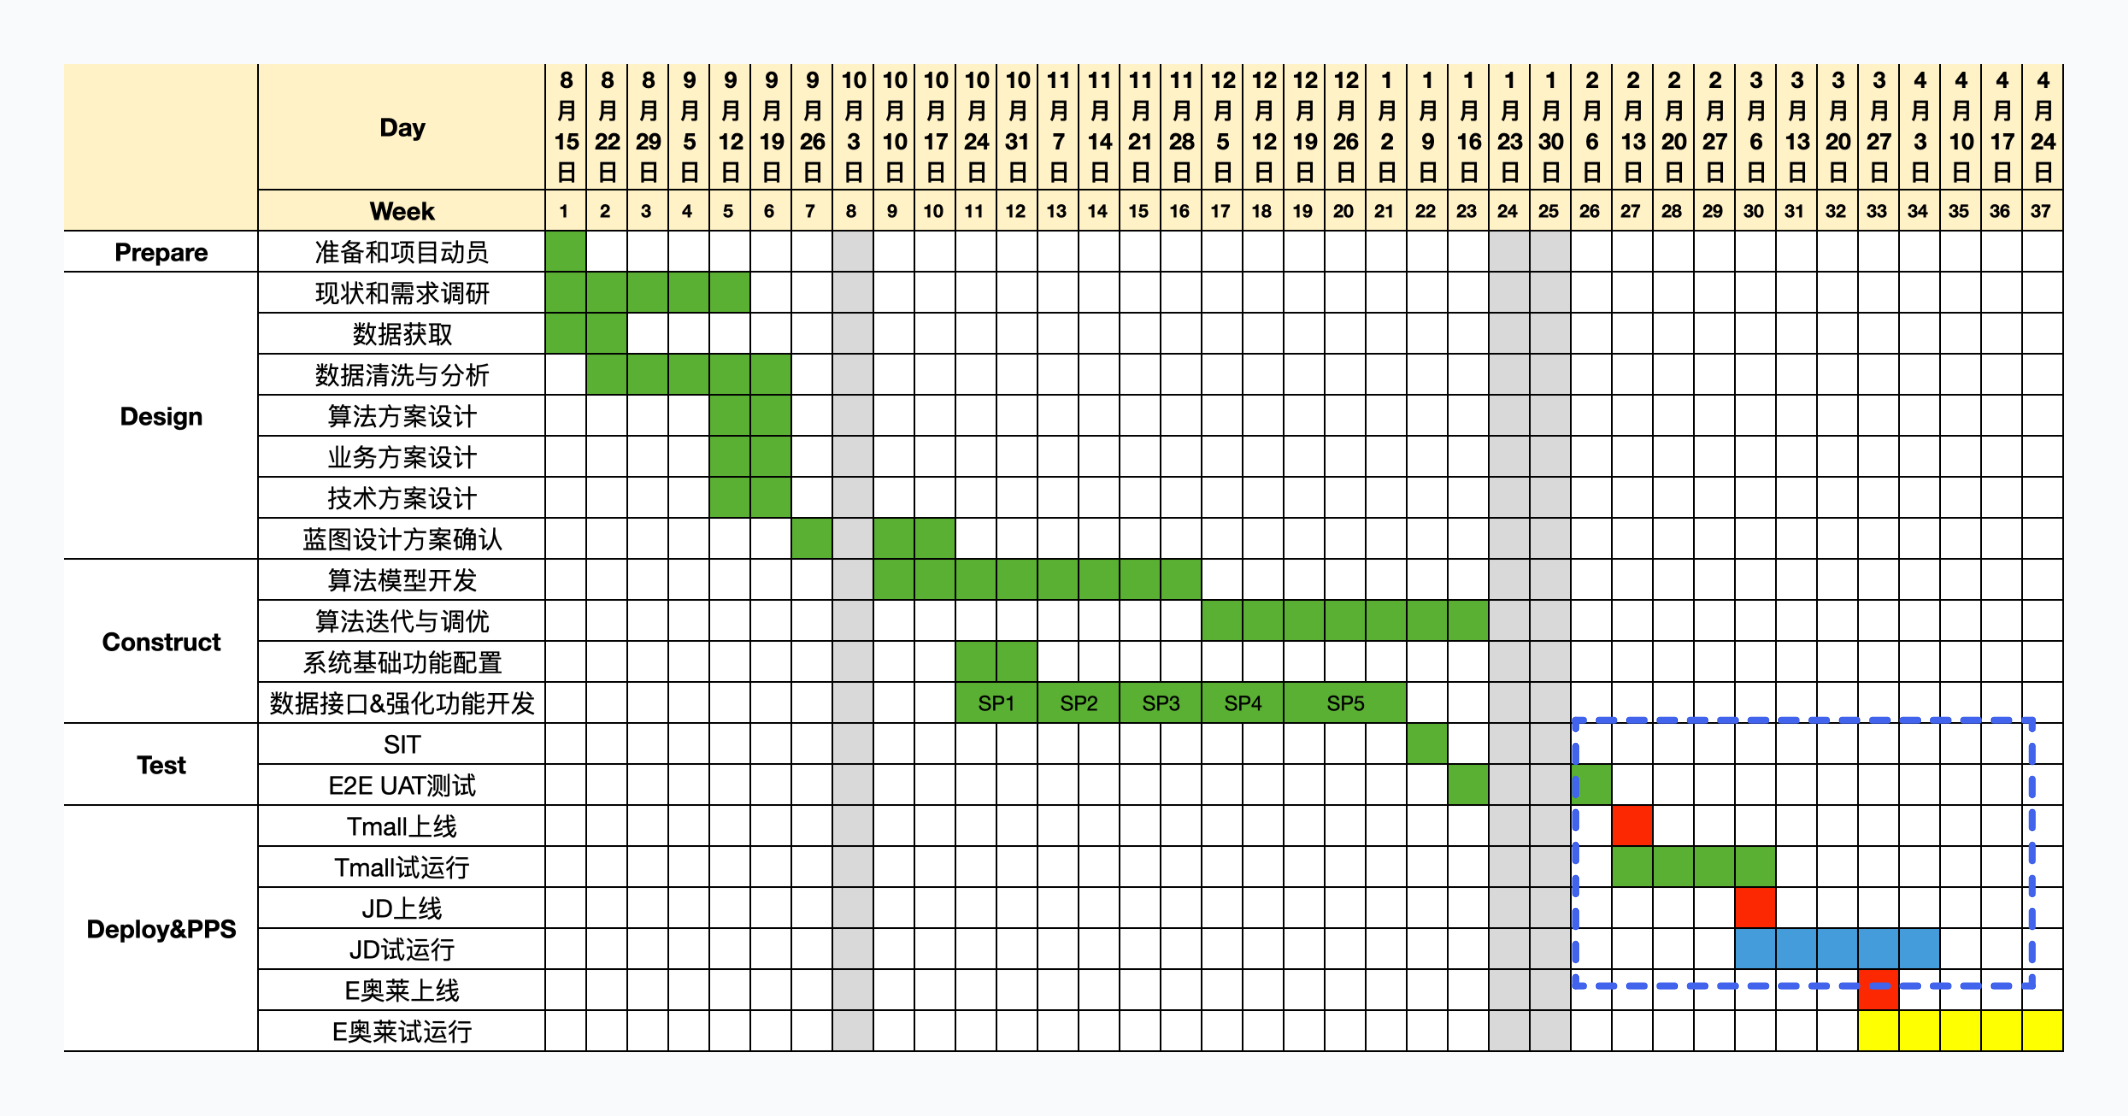 Day 8月15日 8月22日 8月29日 9月5日 9月12日 9月19日 9月26日 10月3日 10月10日 10月17日 10月24日 10月31日 11月7日 11月14日 11月21日 11月28日 12月5日 12月12日 12月19日 12月26日 1月2日 1月9日 1月16日 1月23日 1月30日 2月6日 2月13日 2月20日 2月27日 3月6日 3月13日 3月20日 3月27日 4月3日 4月10日 4月17日 4月24日
Week 1 2 3 4 5 6 7 8 9 10 11 12 13 14 15 16 17 18 19 20 21 22 23 24 25 26 27 28 29 30 31 32 33 34 35 36 37
Prepare 准备和项目动员
Design
现状和需求调研
数据获取
数据清洗与分析
算法方案设计
业务方案设计
技术方案设计
蓝图设计方案确认
Construct
算法模型开发
算法迭代与调优
系统基础功能配置
数据接口&强化功能开发 SP1 SP2 SP3 SP4 SP5
Test
SIT
E2E UAT测试
Deploy&PPS
Tmall上线
Tmall试运行
JD上线
JD试运行
E奥莱上线
E奥莱试运行